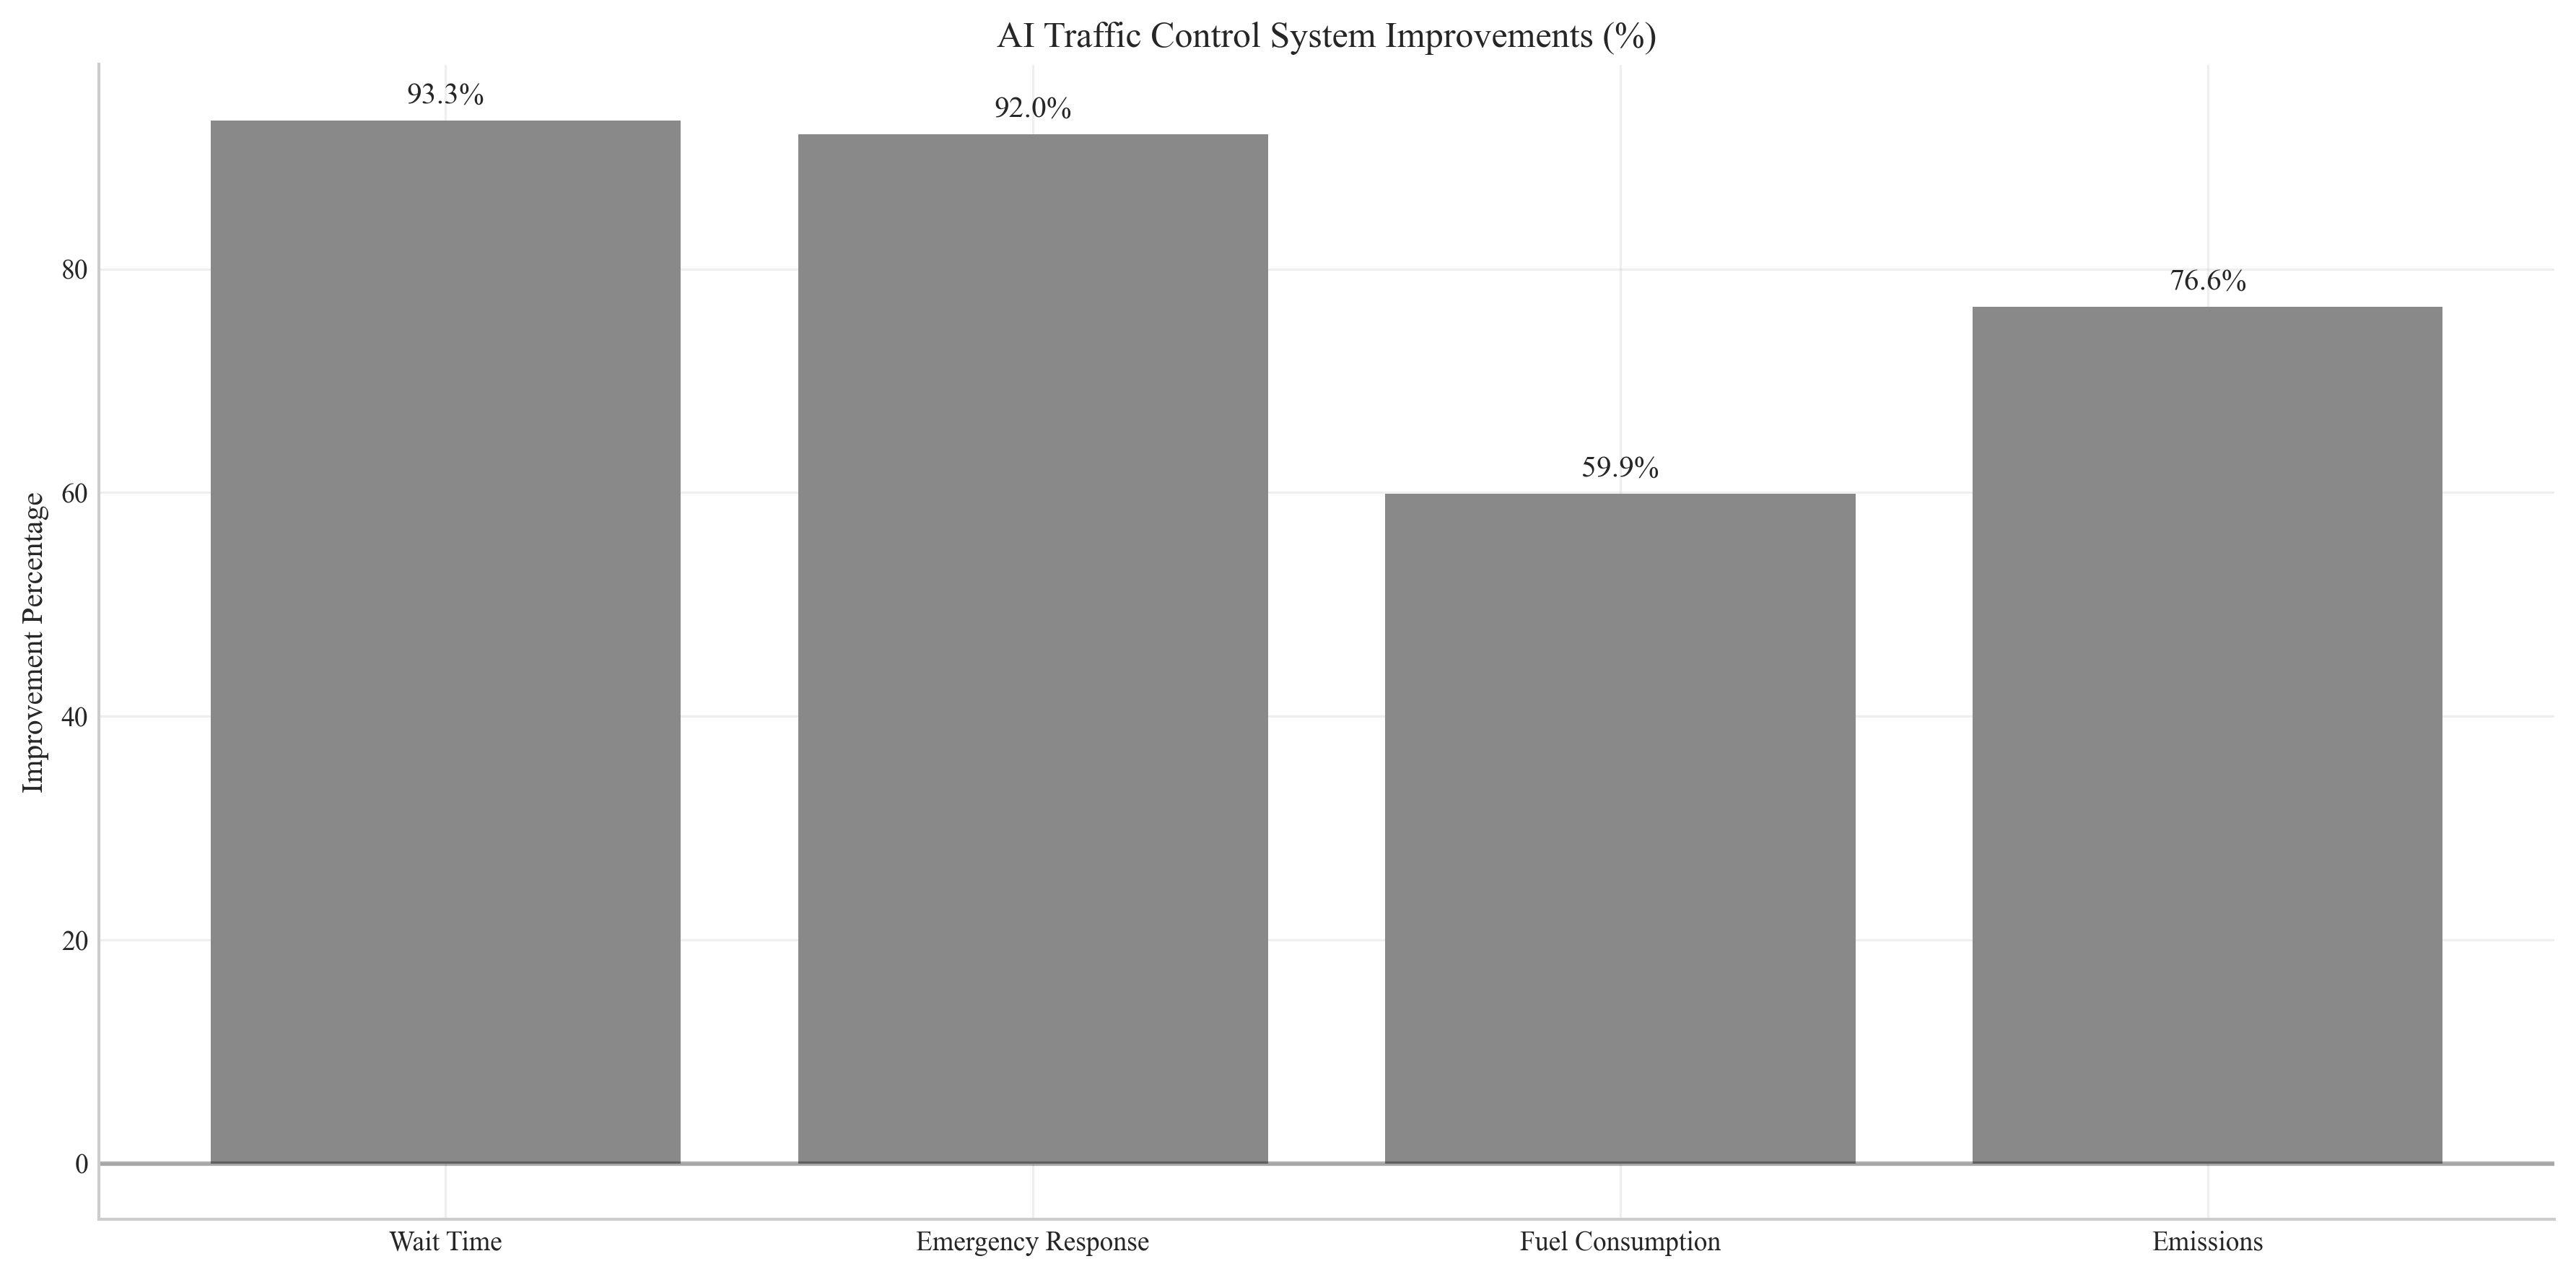 AI Traffic Control System Improvements (%)
93.3%
92.0%
59.9%
76.6%
Improvement Percentage
80
60
40
20
0
Wait Time
Emergency Response
Fuel Consumption
Emissions